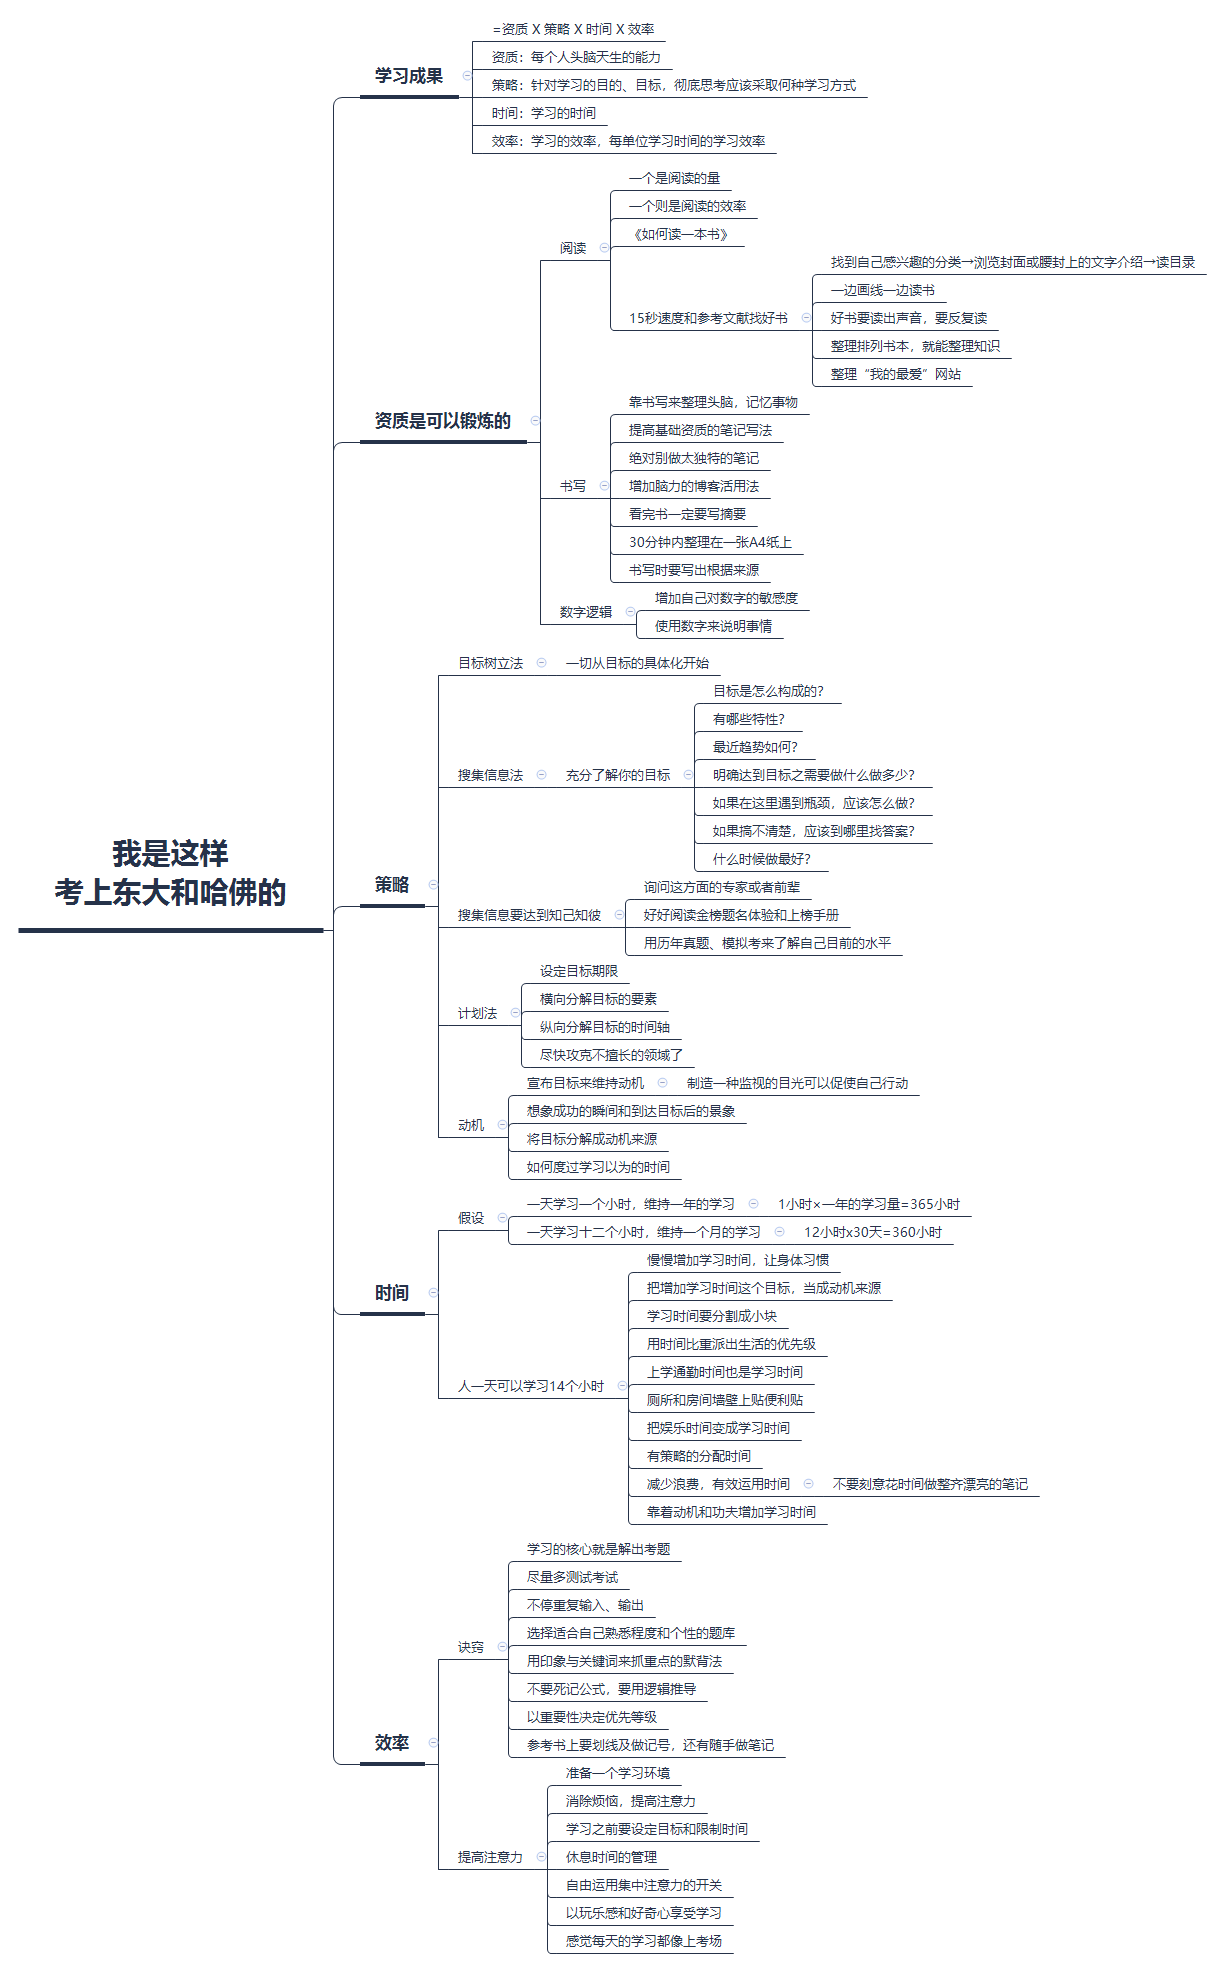 我是这样
考上东大和哈佛的
学习成果
=资质 X 策略 X 时间 X 效率
资质：每个人头脑天生的能力
策略：针对学习的目的、目标，彻底思考应该采取何种学习方式
时间：学习的时间
效率：学习的效率，每单位学习时间的学习效率
资质是可以锻炼的
阅读
一个是阅读的量
一个则是阅读的效率
《如何读一本书》
15秒速度和参考文献找好书
找到自己感兴趣的分类→浏览封面或腰封上的文字介绍→读目录
一边画线一边读书
好书要读出声音，要反复读
整理排列书本，就能整理知识
整理“我的最爱”网站
书写
靠书写来整理头脑，记忆事物
提高基础资质的笔记写法
绝对别做太独特的笔记
增加脑力的博客活用法
看完书一定要写摘要
30分钟内整理在一张A4纸上
书写时要写出根据来源
数字逻辑
增加自己对数字的敏感度
使用数字来说明事情
策略
目标树立法
一切从目标的具体化开始
搜集信息法
充分了解你的目标
目标是怎么构成的？
有哪些特性？
最近趋势如何？
明确达到目标之需要做什么做多少？
如果在这里遇到瓶颈，应该怎么做？
如果搞不清楚，应该到哪里找答案？
什么时候做最好？
搜集信息要达到知己知彼
询问这方面的专家或者前辈
好好阅读金榜题名体验和上榜手册
用历年真题、模拟考来了解自己目前的水平
计划法
设定目标期限
横向分解目标的要素
纵向分解目标的时间轴
尽快攻克不擅长的领域了
动机
宣布目标来维持动机
制造一种监视的目光可以促使自己行动
想象成功的瞬间和到达目标后的景象
将目标分解成动机来源
如何度过学习以为的时间
时间
假设
一天学习一个小时，维持一年的学习
1小时×一年的学习量=365小时
一天学习十二个小时，维持一个月的学习
12小时x30天=360小时
人一天可以学习14个小时
慢慢增加学习时间，让身体习惯
把增加学习时间这个目标，当成动机来源
学习时间要分割成小块
用时间比重派出生活的优先级
上学通勤时间也是学习时间
厕所和房间墙壁上贴便利贴
把娱乐时间变成学习时间
有策略的分配时间
减少浪费，有效运用时间
不要刻意花时间做整齐漂亮的笔记
靠着动机和功夫增加学习时间
效率
诀窍
学习的核心就是解出考题
尽量多测试考试
不停重复输入、输出
选择适合自己熟悉程度和个性的题库
用印象与关键词来抓重点的默背法
不要死记公式，要用逻辑推导
以重要性决定优先等级
参考书上要划线及做记号，还有随手做笔记
提高注意力
准备一个学习环境
消除烦恼，提高注意力
学习之前要设定目标和限制时间
休息时间的管理
自由运用集中注意力的开关
以玩乐感和好奇心享受学习
感觉每天的学习都像上考场